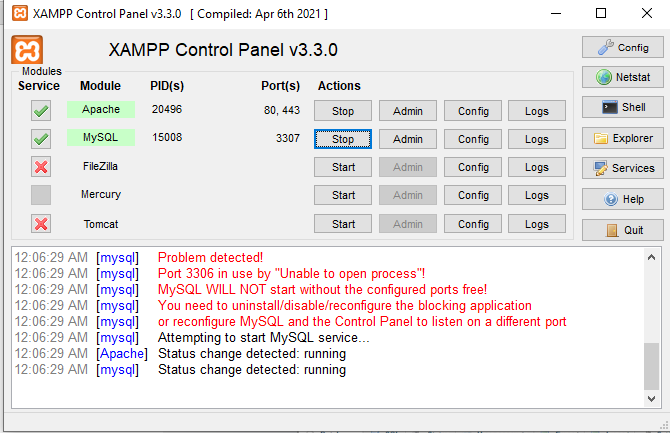 XAMPP Control Panel v3.3.0 [ Compiled: Apr 6th 2021 ]
XAMPP Control Panel v3.3.0
Config
Modules
Service Module PID(s) Port(s) Actions
Netstat
Apache 20496 80, 443 Stop Admin Config Logs
Shell
MySQL 15008 3307 Stop Admin Config Logs
Explorer
FileZilla Start Admin Config Logs
Services
Mercury Start Admin Config Logs
Help
Tomcat Start Admin Config Logs
Quit
12:06:29 AM [mysql] Problem detected!
12:06:29 AM [mysql] Port 3306 in use by "Unable to open process"!
12:06:29 AM [mysql] MySQL WILL NOT start without the configured ports free!
12:06:29 AM [mysql] You need to uninstall/disable/reconfigure the blocking application
12:06:29 AM [mysql] or reconfigure MySQL and the Control Panel to listen on a different port
12:06:29 AM [mysql] Attempting to start MySQL service...
12:06:29 AM [Apache] Status change detected: running
12:06:29 AM [mysql] Status change detected: running